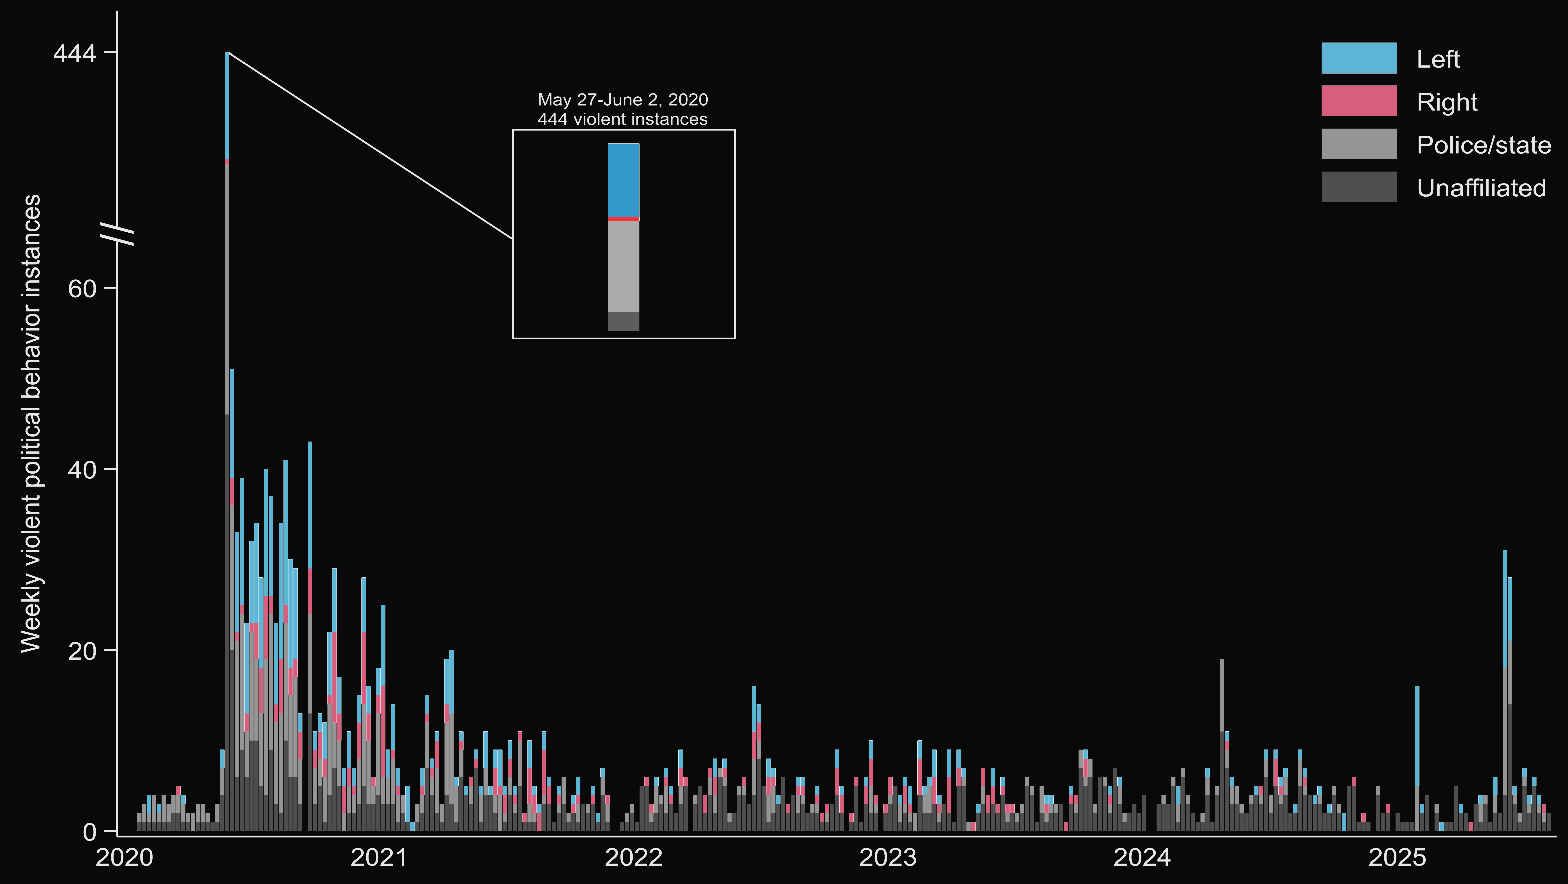 Weekly violent political behavior instances
444
60
40
20
0
2020
2021
2022
2023
2024
2025
May 27-June 2, 2020
444 violent instances
Left
Right
Police/state
Unaffiliated